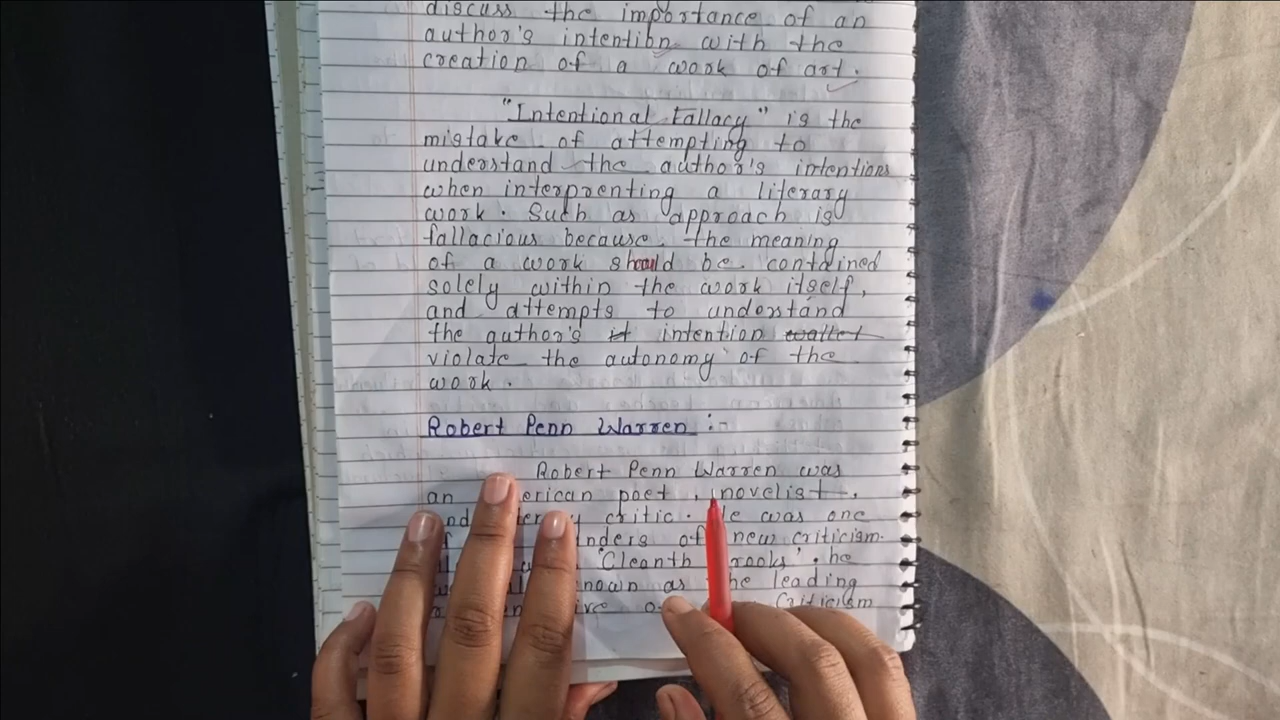 discuss the importance of an
author's intention with the
creation of a work of art.
"Intentional Fallacy" is the
mistake of attempting to
understand the author's intentions
when interprenting a literary
work. Such as approach is
fallacious because, the meaning
of a work should be contained
solely within the work itself,
and attempts to understand
the author's it intention
violate the autonomy of the
work.
Robert Penn Warren :-
Robert Penn Warren was
an poet, novelist,
critic. He was one
of new criticism.
'Cleanth he
as the leading
Criticism